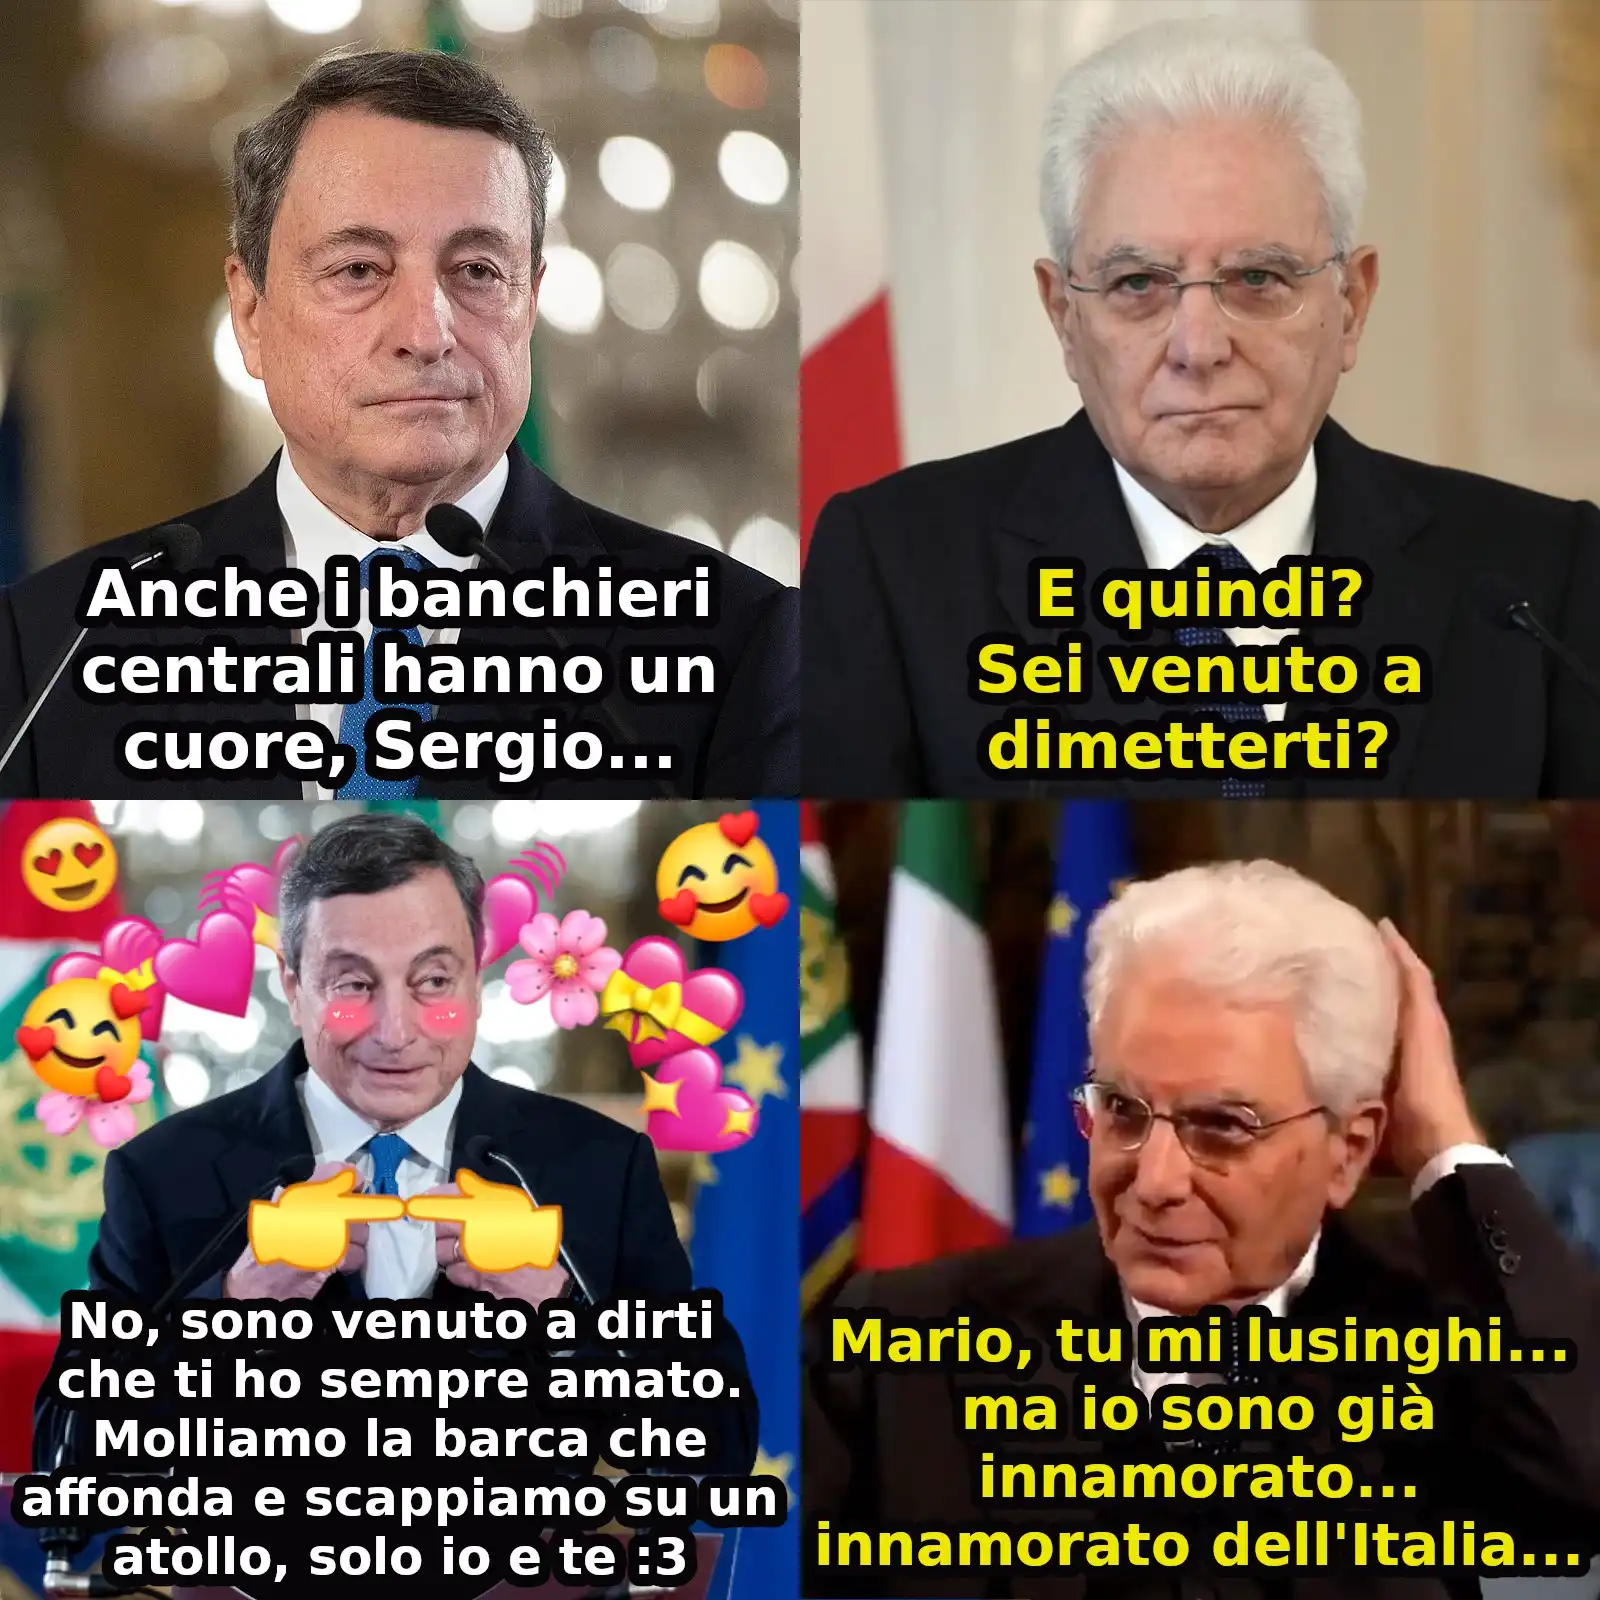 Anche i banchieri
centrali hanno un
cuore, Sergio...
E quindi?
Sei venuto a
dimetterti?
No, sono venuto a dirti
che ti ho sempre amato.
Molliamo la barca che
affonda e scappiamo su un
atollo, solo io e te :3
Mario, tu mi lusinghi...
ma io sono già
innamorato...
innamorato dell'Italia...